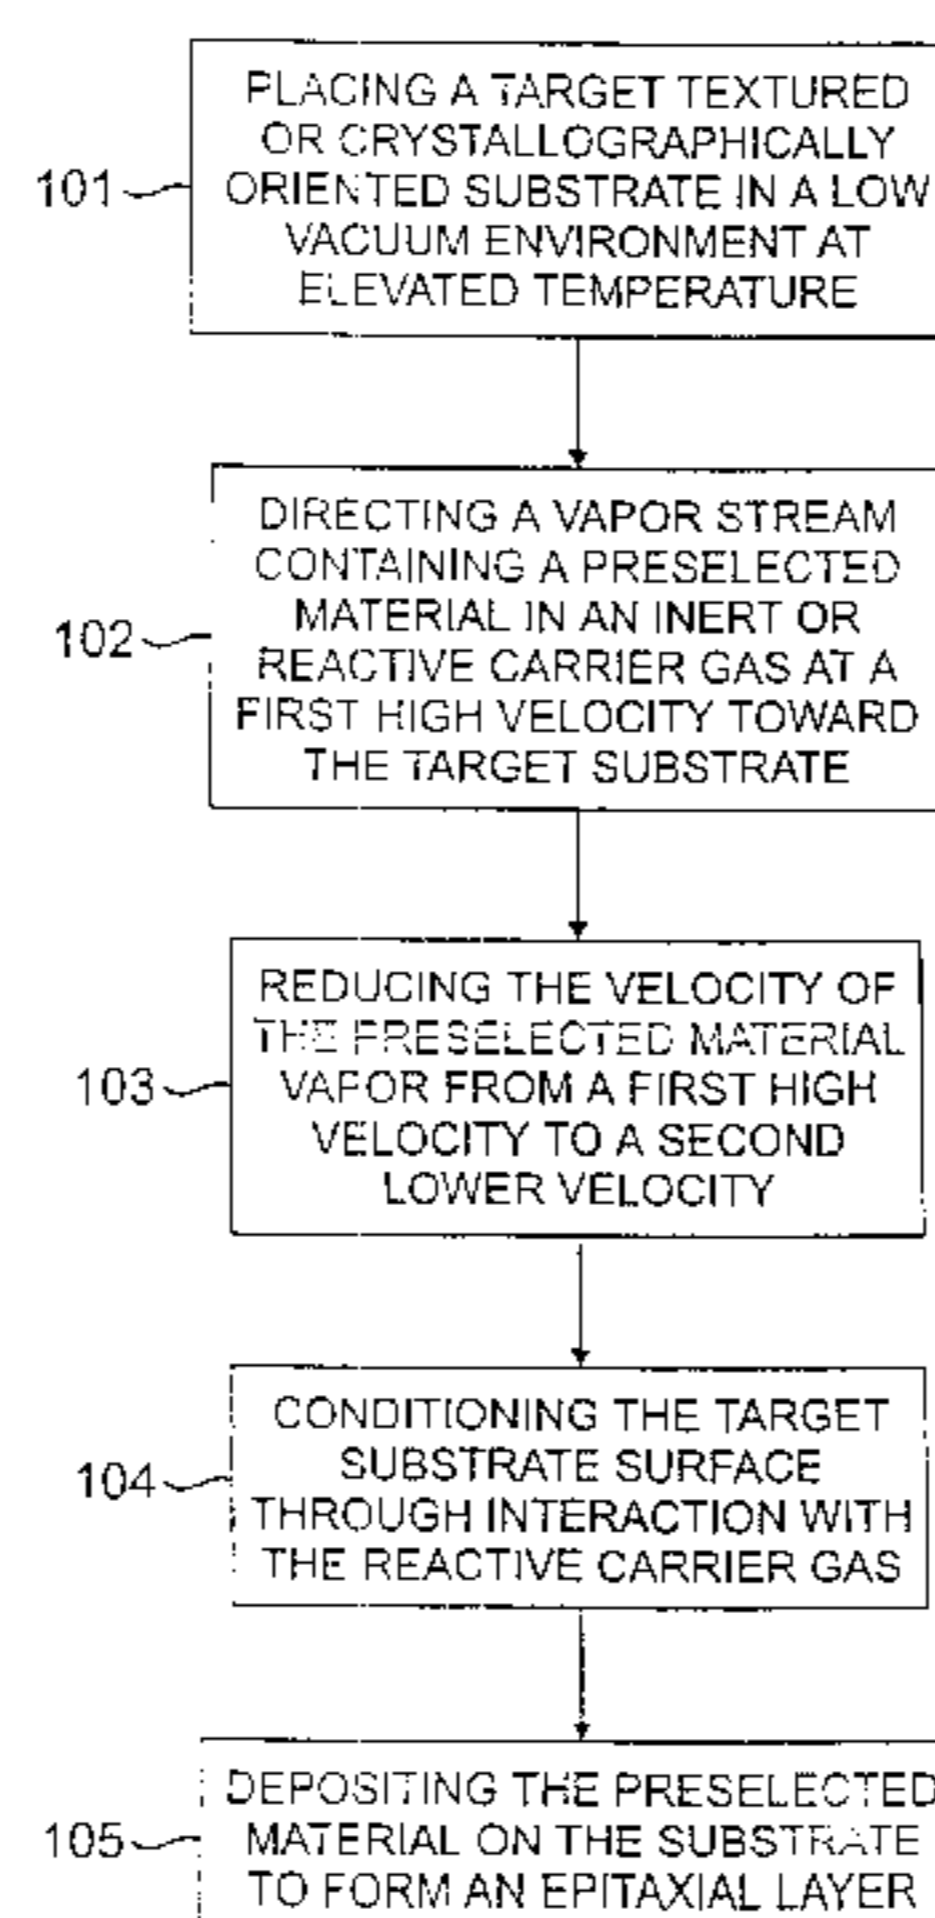 PLACING A TARGET TEXTURED
OR CRYSTALLOGRAPHICALLY
101
ORIENTED SUBSTRATE IN A LOW
VACUUM ENVIRONMENT AT
ELEVATED TEMPERATURE
DIRECTING A VAPOR STREAM
CONTAINING A PRESELECTED
MATERIAL IN AN INERT OR
102
REACTIVE CARRIER GAS AT A
FIRST HIGH VELOCITY TOWARD
THE TARGET SUBSTRATE
REDUCING THE VELOCITY OF
THE PRESELECTED MATERIAL
103
VAPOR FROM A FIRST HIGH
VELOCITY TO A SECOND
LOWER VELOCITY
CONDITIONING THE TARGET
SUBSTRATE SURFACE
104
THROUGH INTERACTION WITH
THE REACTIVE CARRIER GAS
DEPOSITING THE PRESELECTED
105
MATERIAL ON THE SUBSTRATE
TO FORM AN EPITAXIAL LAYER